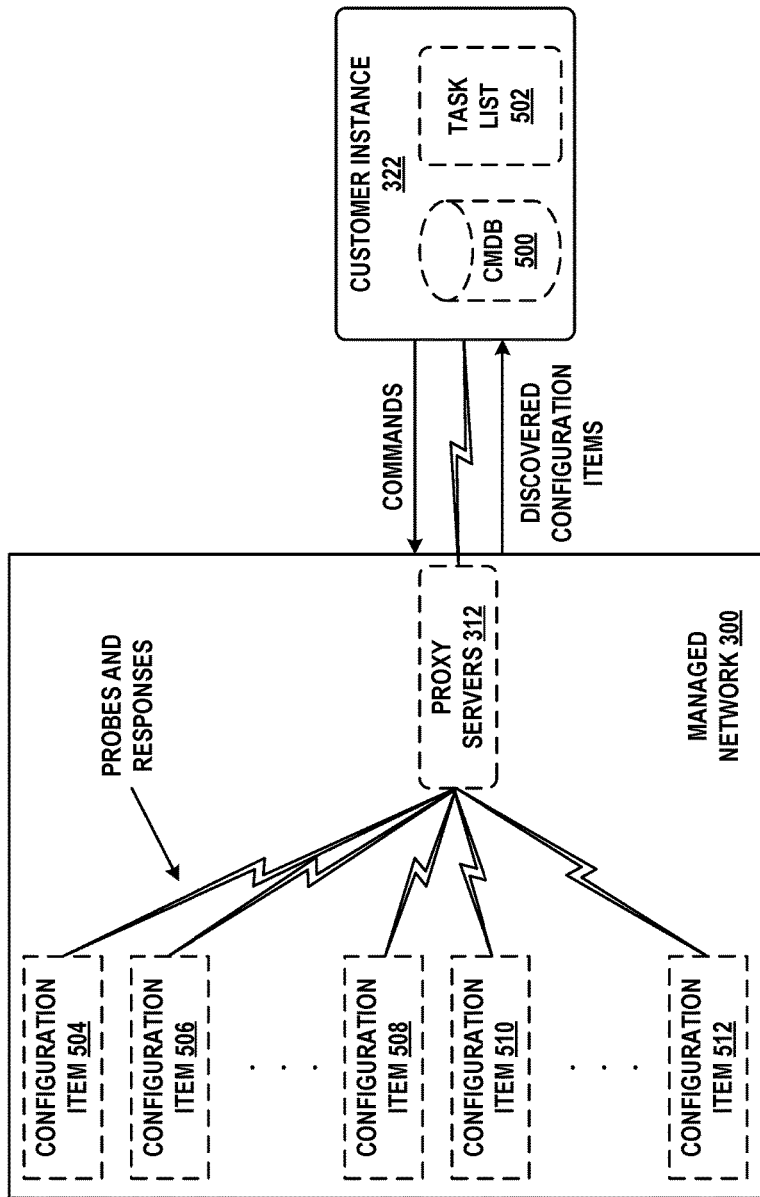 CUSTOMER INSTANCE
322
CMDB
500
TASK
LIST
502
COMMANDS
DISCOVERED
CONFIGURATION
ITEMS
PROBES AND
RESPONSES
PROXY
SERVERS 312
MANAGED
NETWORK 300
CONFIGURATION
ITEM 504
CONFIGURATION
ITEM 506
. . .
CONFIGURATION
ITEM 508
CONFIGURATION
ITEM 510
. . .
CONFIGURATION
ITEM 512